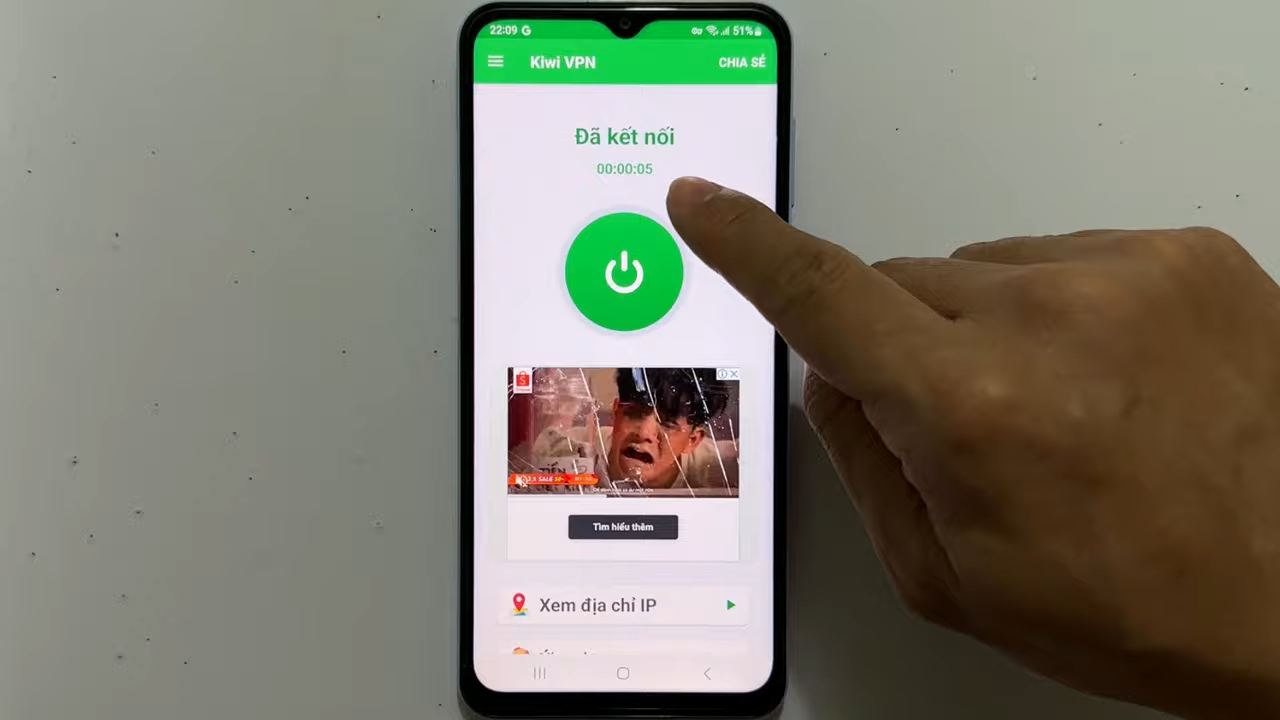 22:09 G 51%
Kiwi VPN CHIA SẺ
Đã kết nối
00:00:05
Tìm hiểu thêm
Xem địa chỉ IP